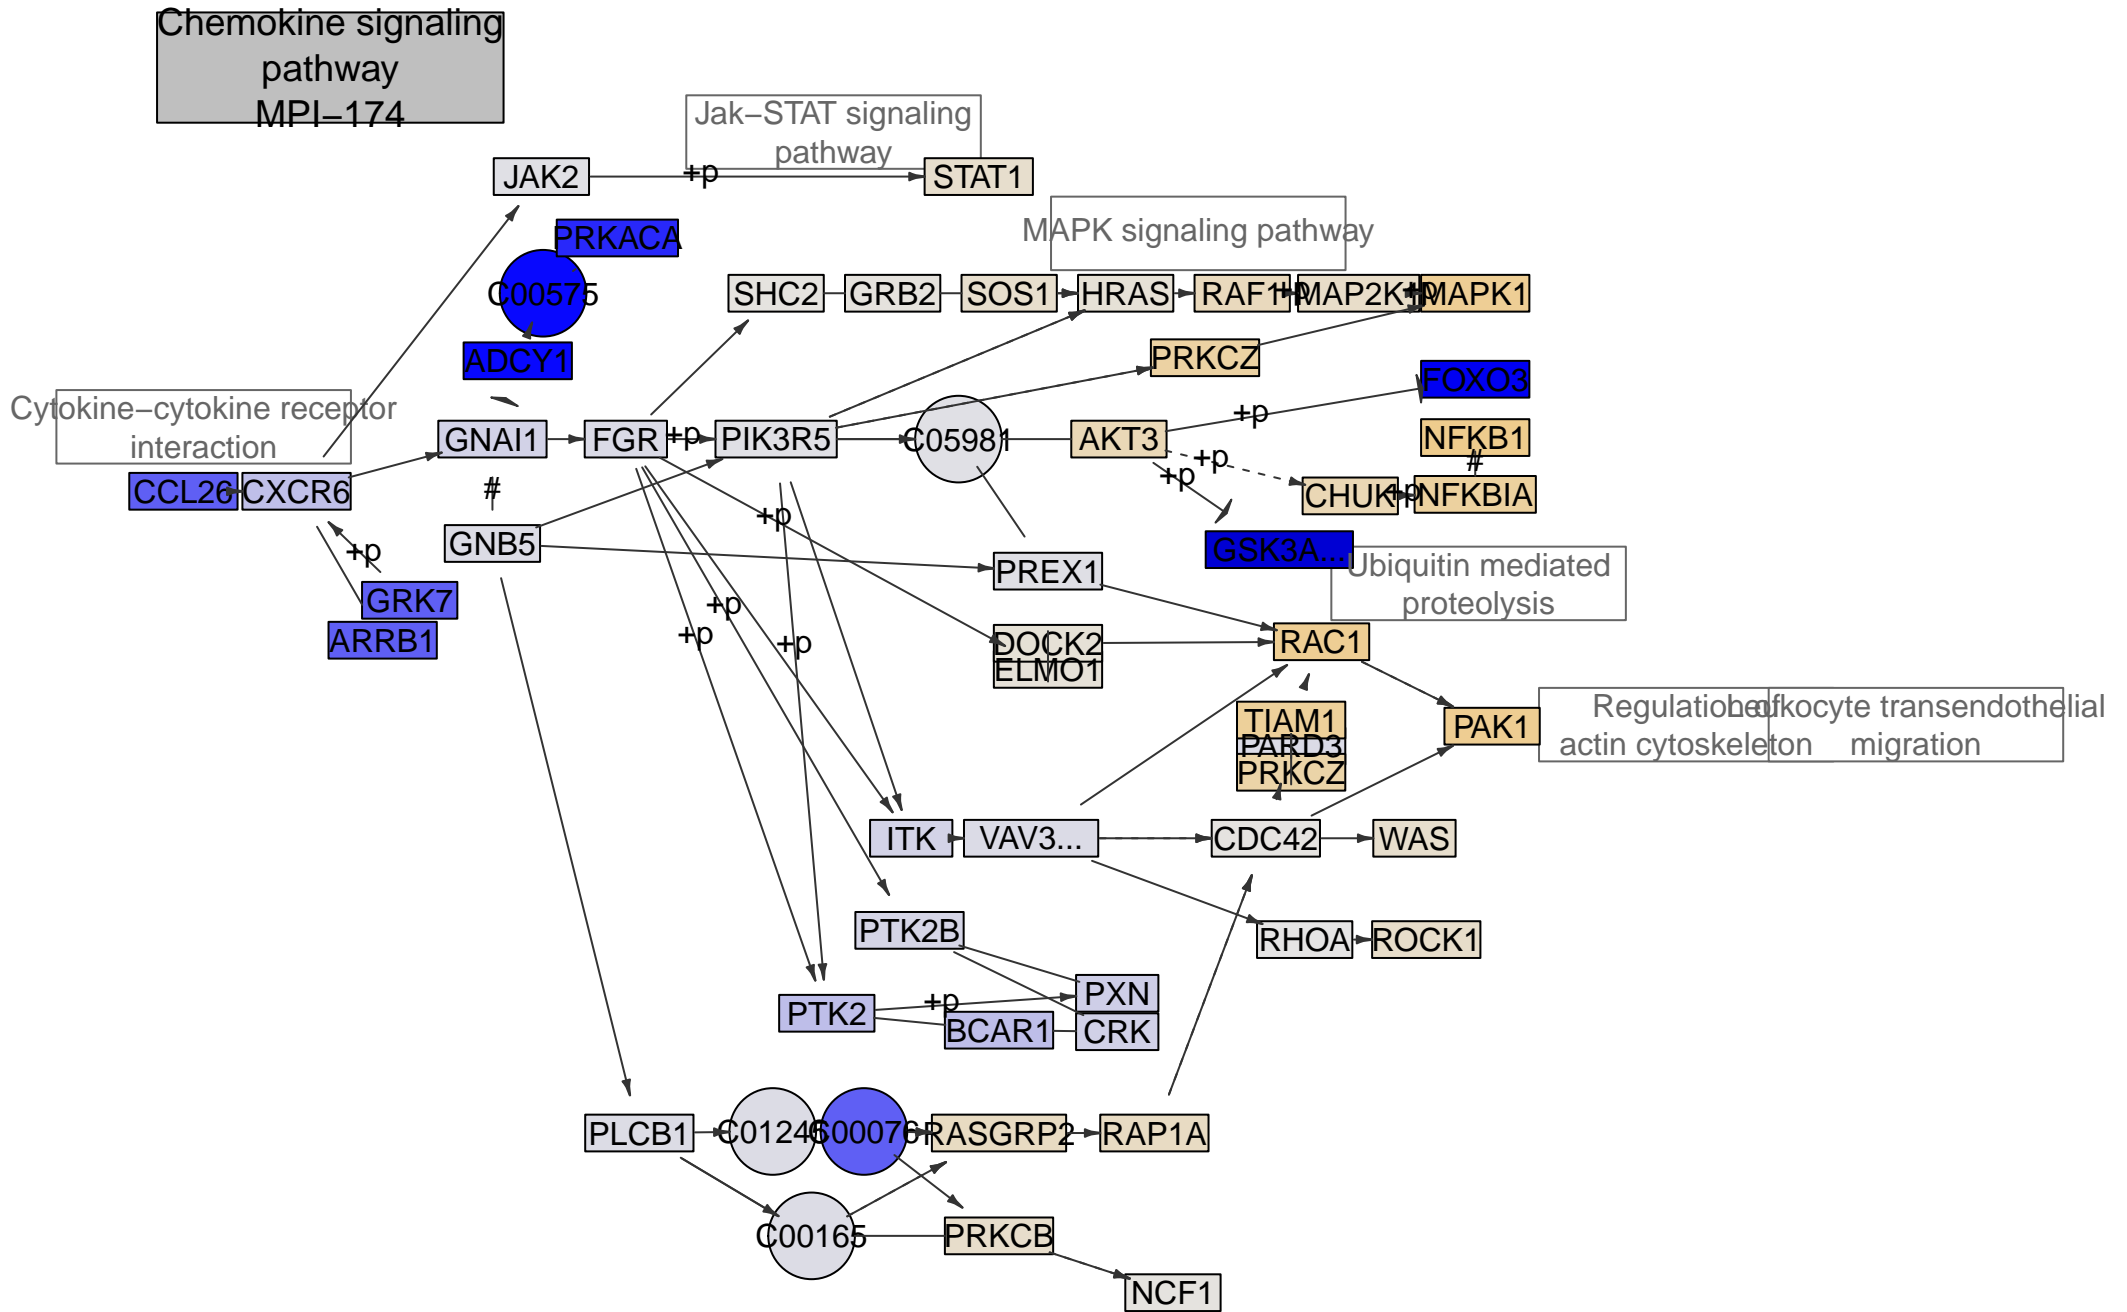 Chemokine signaling
pathway
MPI−174
Jak−STAT signaling
pathway
JAK2
+p
STAT1
PRKACA
MAPK signaling pathway
C00575
SHC2
GRB2
SOS1
HRAS
RAF1
+p
MAP2K1
+p
MAPK1
ADCY1
PRKCZ
FOXO3
Cytokine−cytokine receptor
interaction
GNAI1
FGR
+p
PIK3R5
C05981
AKT3
+p
NFKB1
#
+p
+p
CCL26
CXCR6
#
CHUK
+p
NFKBIA
+p
GNB5
+p
GSK3A...
PREX1
Ubiquitin mediated
proteolysis
GRK7
ARRB1
+p
+p
+p
DOCK2
ELMO1
RAC1
TIAM1
PARD3
PRKCZ
PAK1
Regulation of
actin cytoskeleton
Leukocyte transendothelial
migration
ITK
VAV3...
CDC42
WAS
PTK2B
RHOA
ROCK1
PTK2
+p
PXN
BCAR1
CRK
PLCB1
C01245
C00076
RASGRP2
RAP1A
C00165
PRKCB
NCF1